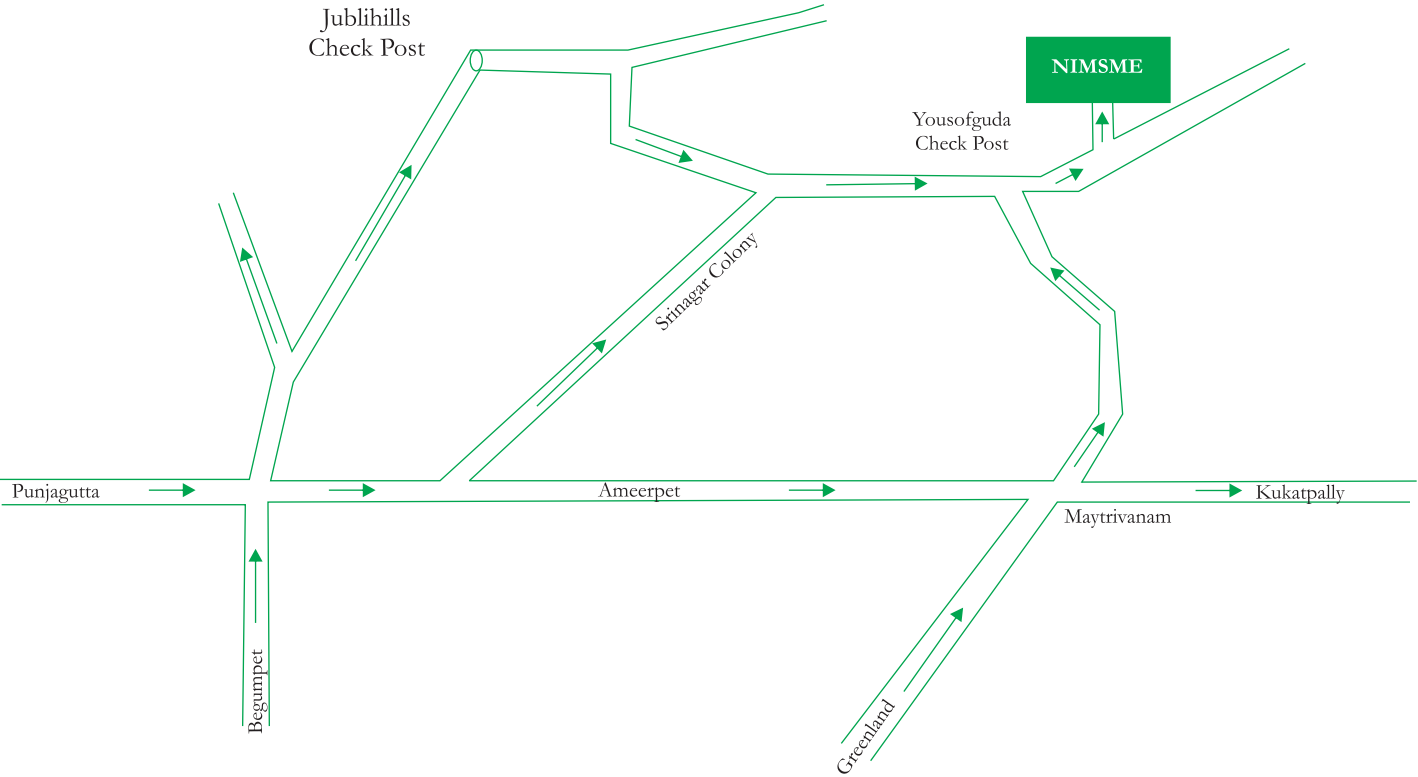 Jublihills
Check Post
NIMSME
Yousofguda
Check Post
Srinagar Colony
Punjagutta
Ameerpet
Kukatpally
Maytrivanam
Begumpet
Greenland